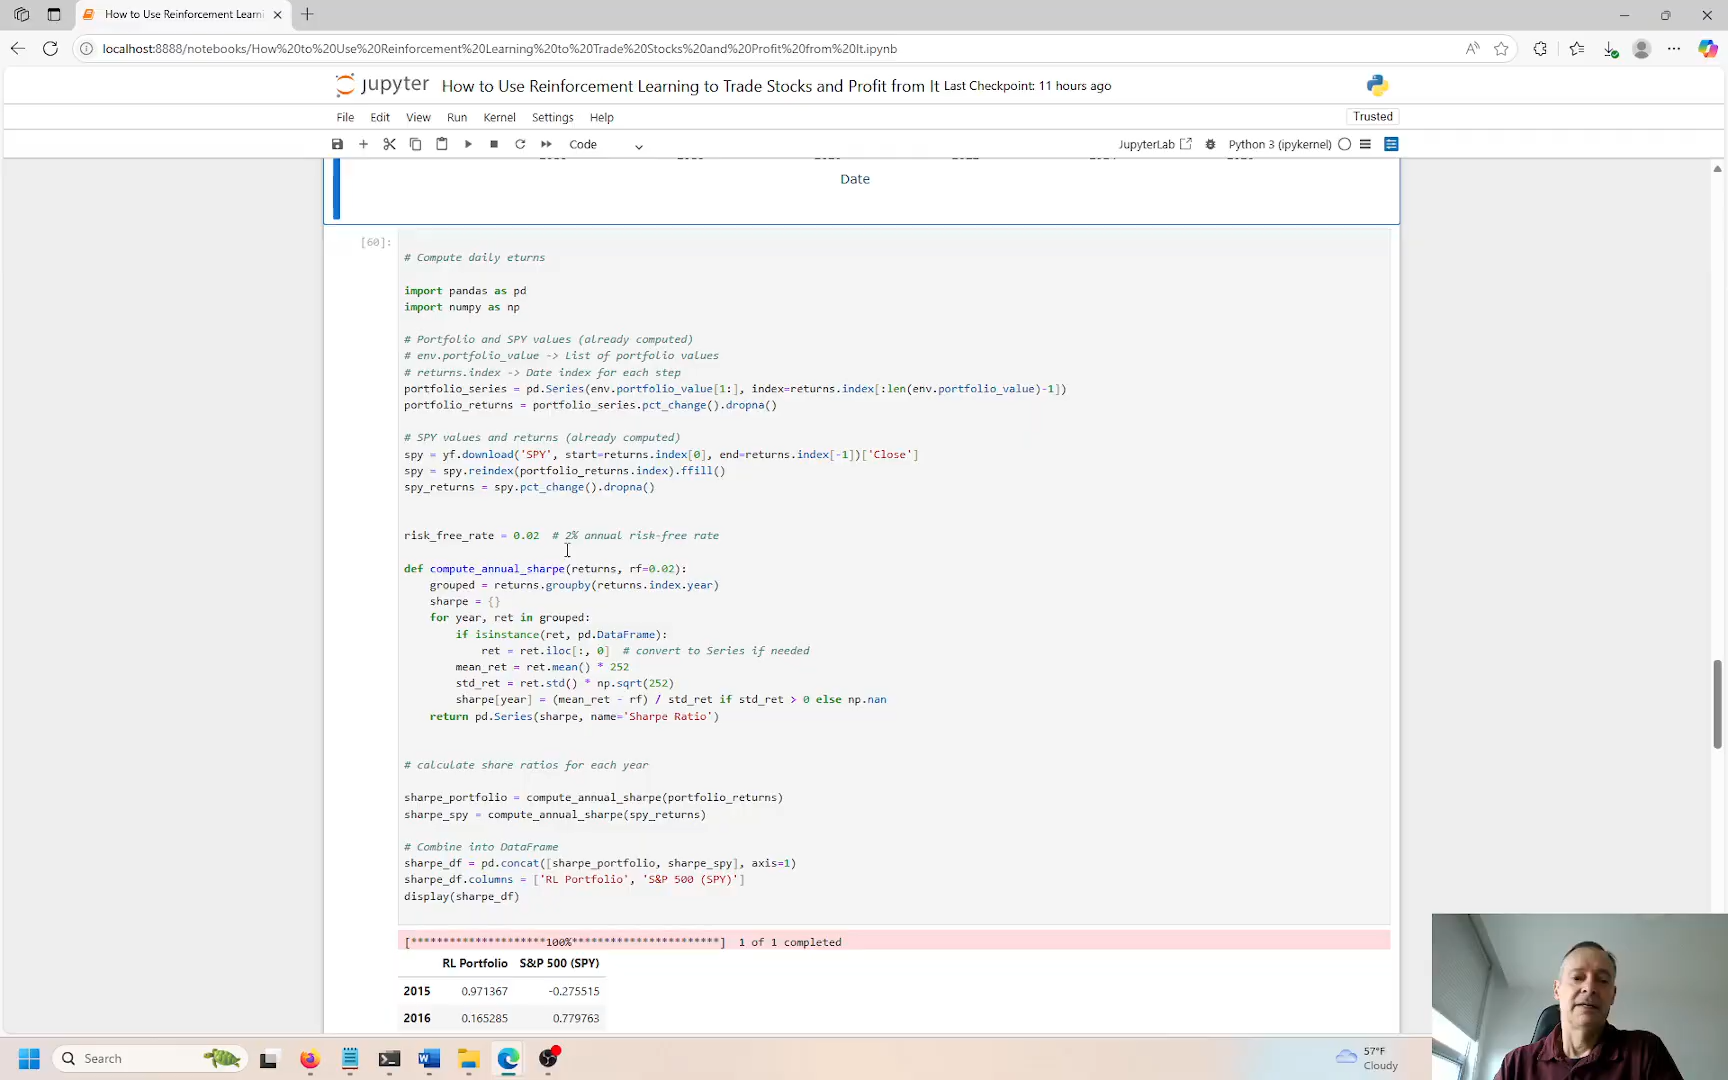 How to Use Reinforcement Learni
localhost:8888/notebooks/How%20to%20Use%20Reinforcement%20Learning%20to%20Trade%20Stocks%20and%20Profit%20from%20It.ipynb
jupyter How to Use Reinforcement Learning to Trade Stocks and Profit from It Last Checkpoint: 11 hours ago
File Edit View Run Kernel Settings Help Trusted
Code JupyterLab Python 3 (ipykernel)
Date
[60]:
# Compute daily eturns
import pandas as pd
import numpy as np
# Portfolio and SPY values (already computed)
# env.portfolio_value -> List of portfolio values
# returns.index -> Date index for each step
portfolio_series = pd.Series(env.portfolio_value[1:], index=returns.index[:len(env.portfolio_value)-1])
portfolio_returns = portfolio_series.pct_change().dropna()
# SPY values and returns (already computed)
spy = yf.download('SPY', start=returns.index[0], end=returns.index[-1])['Close']
spy = spy.reindex(portfolio_returns.index).ffill()
spy_returns = spy.pct_change().dropna()
risk_free_rate = 0.02 # 2% annual risk-free rate
def compute_annual_sharpe(returns, rf=0.02):
grouped = returns.groupby(returns.index.year)
sharpe = {}
for year, ret in grouped:
if isinstance(ret, pd.DataFrame):
ret = ret.iloc[:, 0] # convert to Series if needed
mean_ret = ret.mean() * 252
std_ret = ret.std() * np.sqrt(252)
sharpe[year] = (mean_ret - rf) / std_ret if std_ret > 0 else np.nan
return pd.Series(sharpe, name='Sharpe Ratio')
# calculate share ratios for each year
sharpe_portfolio = compute_annual_sharpe(portfolio_returns)
sharpe_spy = compute_annual_sharpe(spy_returns)
# Combine into DataFrame
sharpe_df = pd.concat([sharpe_portfolio, sharpe_spy], axis=1)
sharpe_df.columns = ['RL Portfolio', 'S&P 500 (SPY)']
display(sharpe_df)
[*********************100%***********************] 1 of 1 completed
RL Portfolio S&P 500 (SPY)
2015 0.971367 -0.275515
2016 0.165285 0.779763
Search
57°F
Cloudy